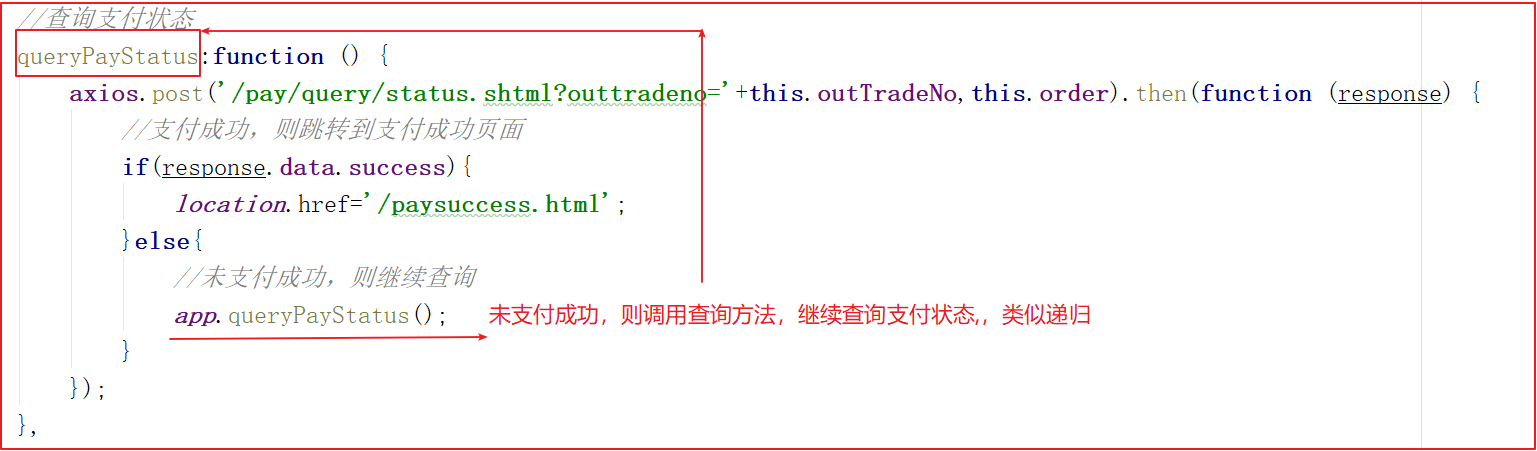 //查询支付状态
queryPayStatus:function () {
axios.post('/pay/query/status.shtml?outtradeno='+this.outTradeNo,this.order).then(function (response) {
//支付成功，则跳转到支付成功页面
if(response.data.success){
location.href='/paysuccess.html';
}else{
//未支付成功，则继续查询
app.queryPayStatus(); 未支付成功，则调用查询方法，继续查询支付状态,，类似递归
}
});
},